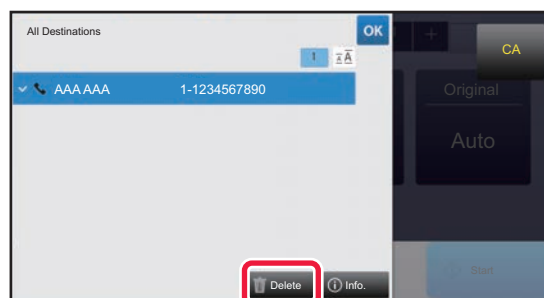 All Destinations
OK
CA
1
AAA AAA 1-1234567890
Original
Auto
Delete
Info.
Start